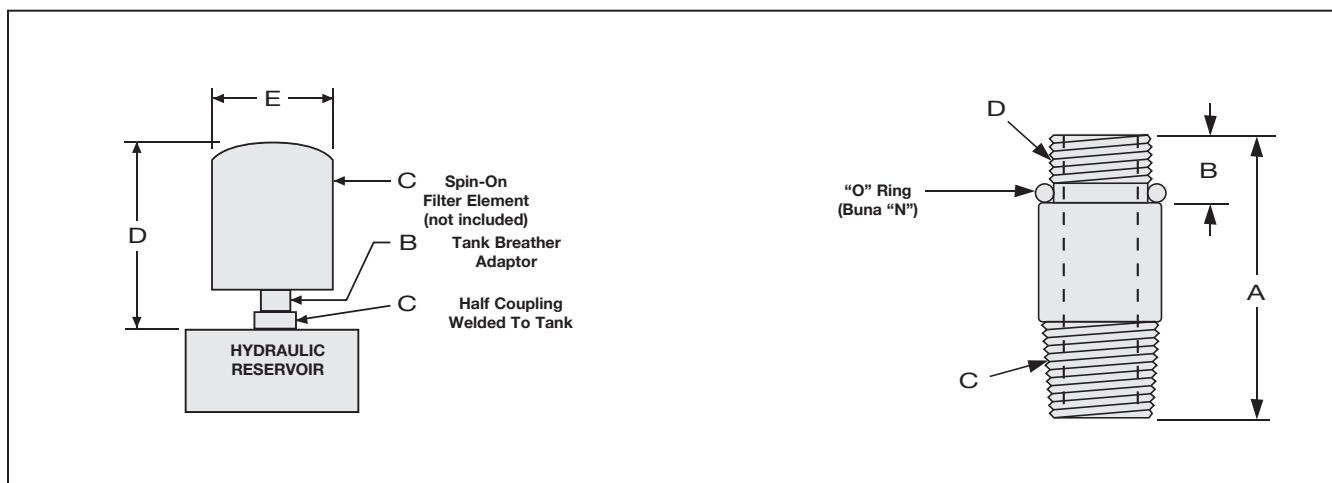 E
D
C
Spin-On
Filter Element
(not included)
B
Tank Breather
Adaptor
C
Half Coupling
Welded To Tank
HYDRAULIC
RESERVOIR
D
B
"O" Ring
(Buna "N")
A
C